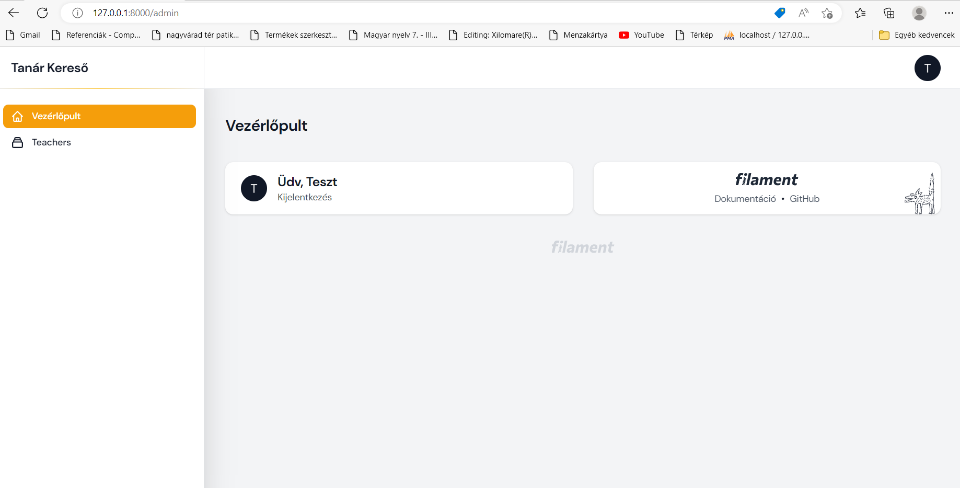 127.0.0.1:8000/admin
Gmail Referenciák - Comp... nagyvárad tér patik... Termékek szerkeszt... Magyar nyelv 7. - III... Editing: Xilomare(R)... Menzakártya YouTube Térkép localhost / 127.0.0.... Egyéb kedvencek
Tanár Kereső
T
Vezérlőpult
Teachers
Vezérlőpult
T
Üdv, Teszt
Kijelentkezés
filament
Dokumentáció • GitHub
filament